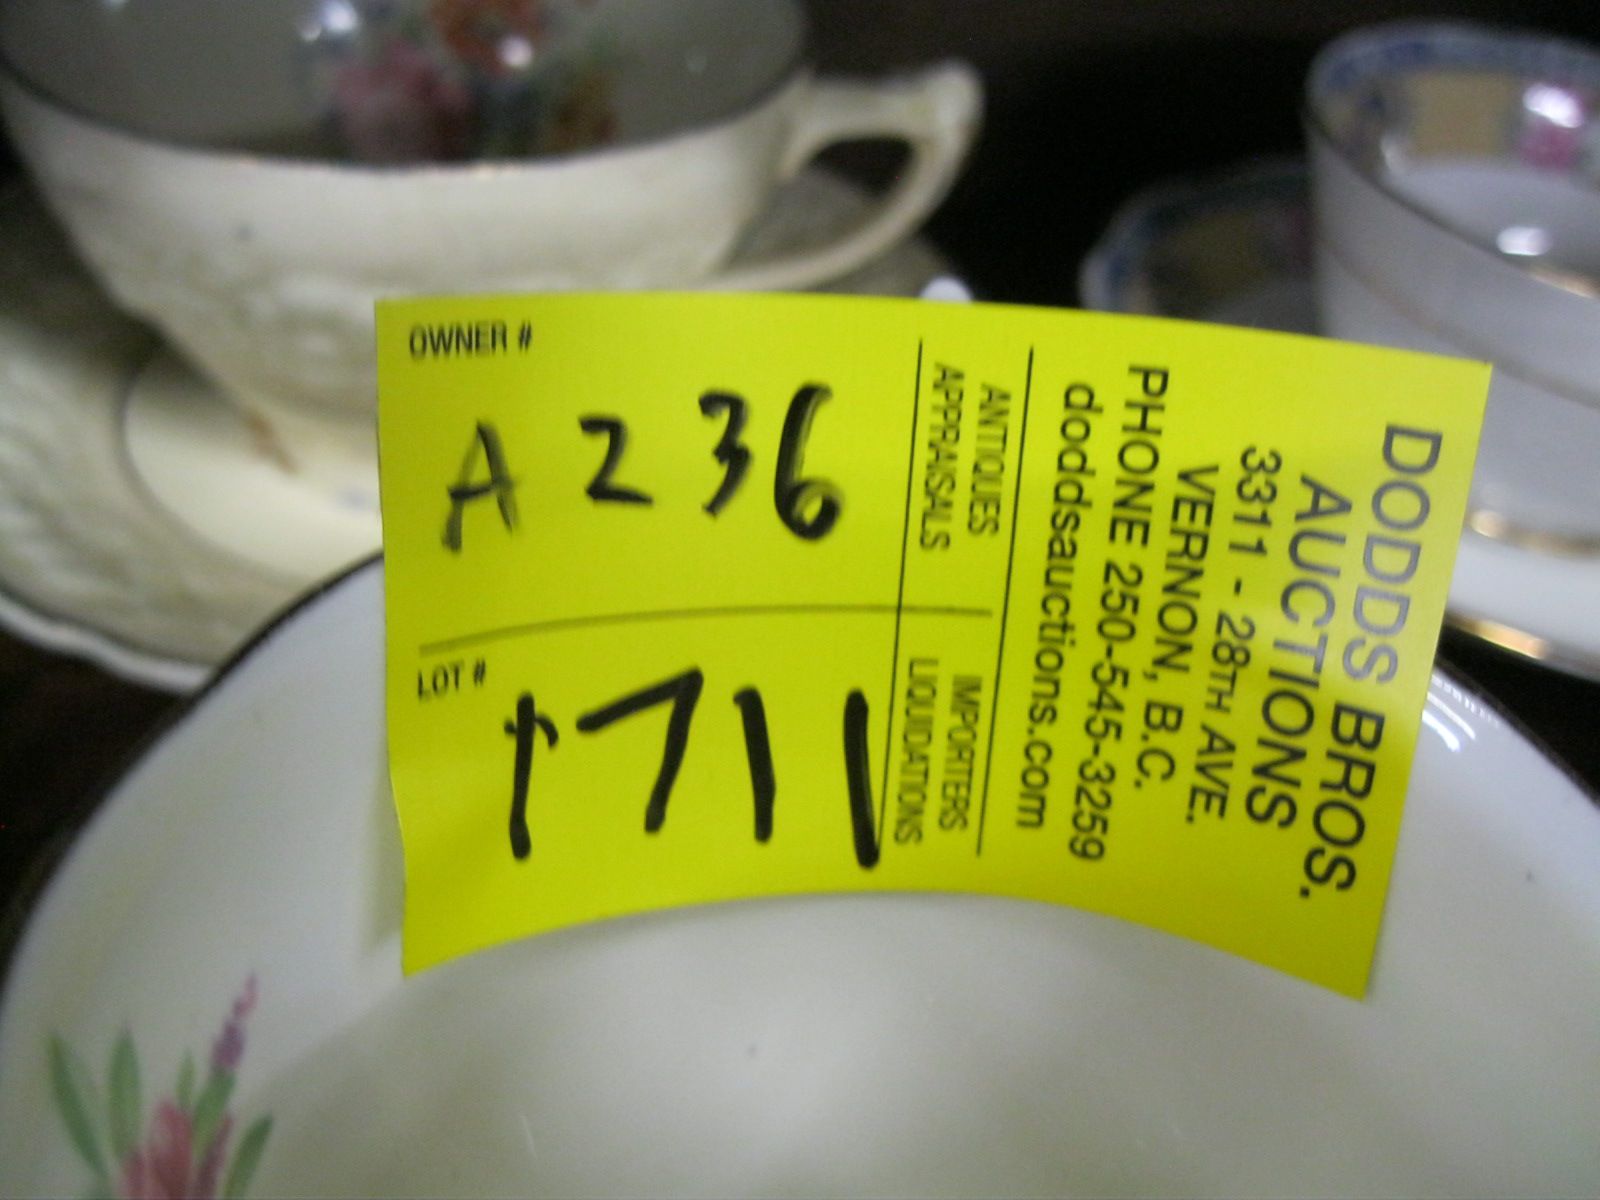 OWNER #
A 236
LOT #
1711
ANTIQUES
APPRAISALS
IMPORTERS
LIQUIDATIONS
DODDS BROS.
AUCTIONS
3311 - 28TH AVE.
VERNON, B.C.
PHONE 250-545-3259
doddsauctions.com